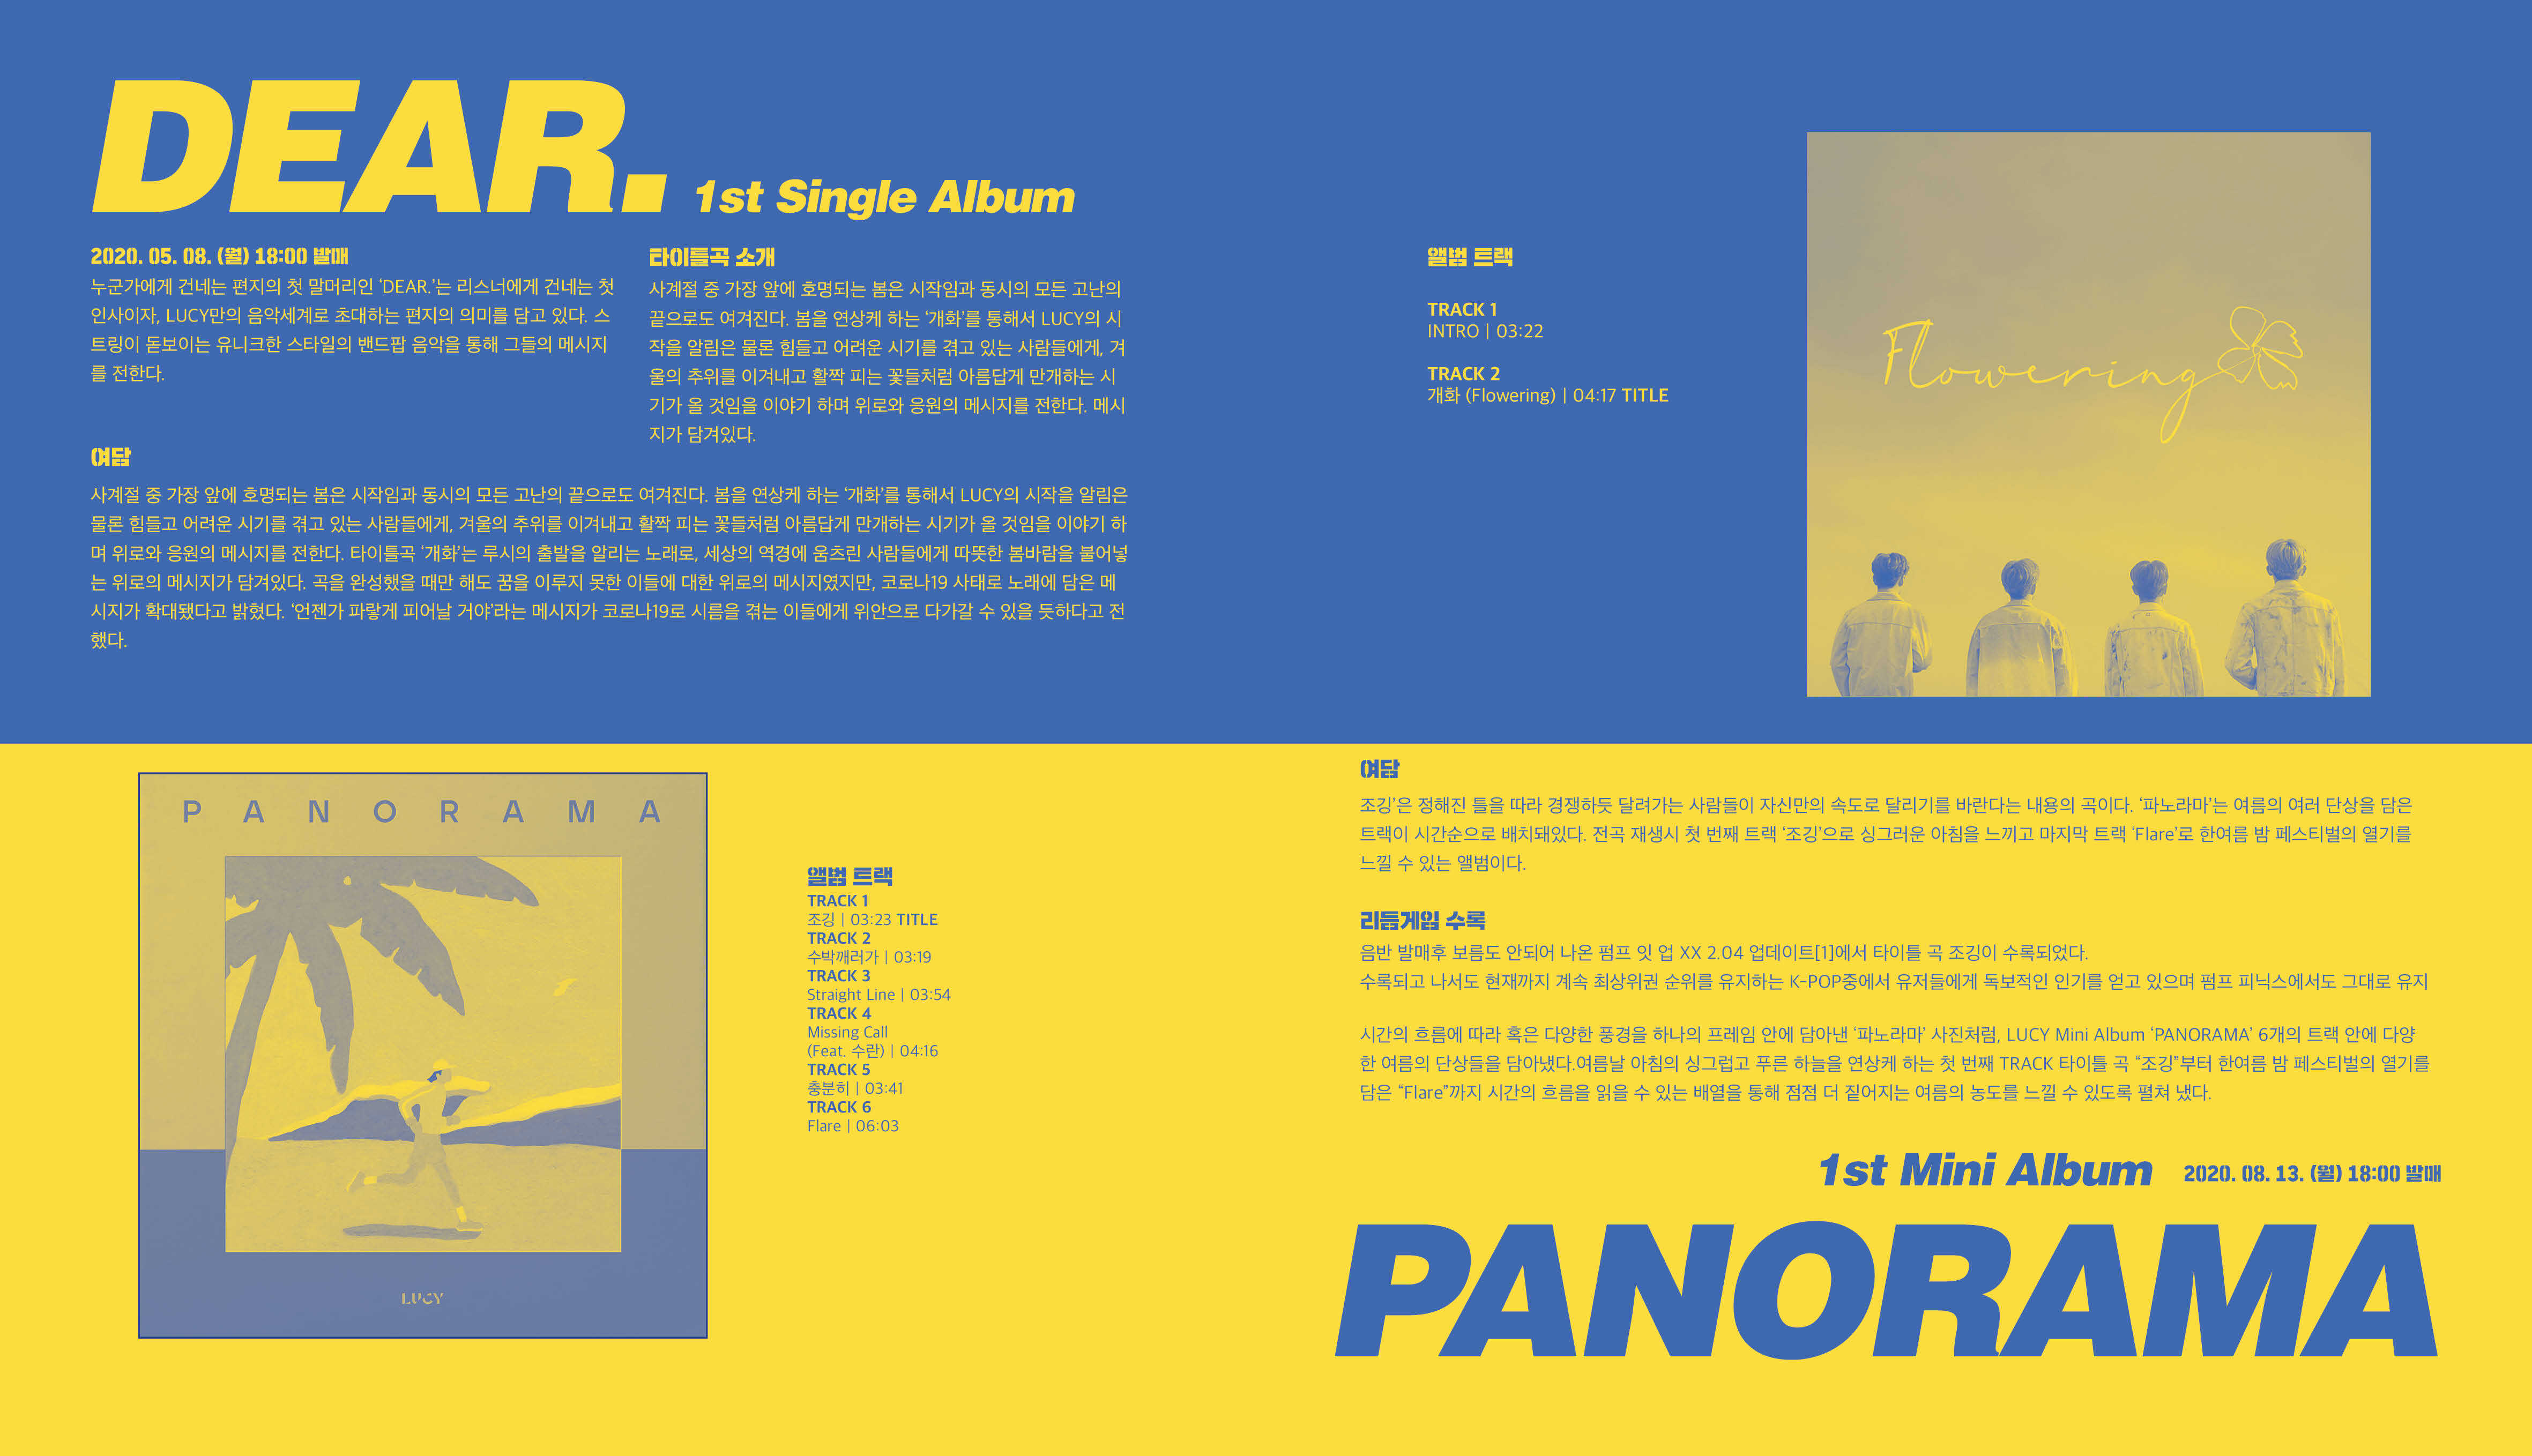 DEAR. 1st Single Album
2020. 05. 08. (월) 18:00 발매
누군가에게 건네는 편지의 첫 말머리인 ‘DEAR.’는 리스너에게 건네는 첫
인사이자, LUCY만의 음악세계로 초대하는 편지의 의미를 담고 있다. 스
트링이 돋보이는 유니크한 스타일의 밴드팝 음악을 통해 그들의 메시지
를 전한다.
타이틀곡 소개
사계절 중 가장 앞에 호명되는 봄은 시작임과 동시의 모든 고난의
끝으로도 여겨진다. 봄을 연상케 하는 ‘개화’를 통해서 LUCY의 시
작을 알림은 물론 힘들고 어려운 시기를 겪고 있는 사람들에게, 겨
울의 추위를 이겨내고 활짝 피는 꽃들처럼 아름답게 만개하는 시
기가 올 것임을 이야기 하며 위로와 응원의 메시지를 전한다. 메시
지가 담겨있다.
여담
사계절 중 가장 앞에 호명되는 봄은 시작임과 동시의 모든 고난의 끝으로도 여겨진다. 봄을 연상케 하는 ‘개화’를 통해서 LUCY의 시작을 알림은
물론 힘들고 어려운 시기를 겪고 있는 사람들에게, 겨울의 추위를 이겨내고 활짝 피는 꽃들처럼 아름답게 만개하는 시기가 올 것임을 이야기 하
며 위로와 응원의 메시지를 전한다. 타이틀곡 ‘개화’는 루시의 출발을 알리는 노래로, 세상의 역경에 움츠린 사람들에게 따뜻한 봄바람을 불어넣
는 위로의 메시지가 담겨있다. 곡을 완성했을 때만 해도 꿈을 이루지 못한 이들에 대한 위로의 메시지였지만, 코로나19 사태로 노래에 담은 메
시지가 확대됐다고 밝혔다. ‘언젠가 파랗게 피어날 거야’라는 메시지가 코로나19로 시름을 겪는 이들에게 위안으로 다가갈 수 있을 듯하다고 전
했다.
앨범 트랙
TRACK 1
INTRO | 03:22
TRACK 2
개화 (Flowering) | 04:17 TITLE
Flowering
PANORAMA
LUCY
앨범 트랙
TRACK 1
조깅 | 03:23 TITLE
TRACK 2
수박깨러가 | 03:19
TRACK 3
Straight Line | 03:54
TRACK 4
Missing Call
(Feat. 수란) | 04:16
TRACK 5
충분히 | 03:41
TRACK 6
Flare | 06:03
여담
조깅’은 정해진 틀을 따라 경쟁하듯 달려가는 사람들이 자신만의 속도로 달리기를 바란다는 내용의 곡이다. ‘파노라마’는 여름의 여러 단상을 담은
트랙이 시간순으로 배치돼있다. 전곡 재생시 첫 번째 트랙 ‘조깅’으로 싱그러운 아침을 느끼고 마지막 트랙 ‘Flare’로 한여름 밤 페스티벌의 열기를
느낄 수 있는 앨범이다.
리듬게임 수록
음반 발매후 보름도 안되어 나온 펌프 잇 업 XX 2.04 업데이트[1]에서 타이틀 곡 조깅이 수록되었다.
수록되고 나서도 현재까지 계속 최상위권 순위를 유지하는 K-POP중에서 유저들에게 독보적인 인기를 얻고 있으며 펌프 피닉스에서도 그대로 유지
시간의 흐름에 따라 혹은 다양한 풍경을 하나의 프레임 안에 담아낸 ‘파노라마’ 사진처럼, LUCY Mini Album ‘PANORAMA’ 6개의 트랙 안에 다양
한 여름의 단상들을 담아냈다.여름날 아침의 싱그럽고 푸른 하늘을 연상케 하는 첫 번째 TRACK 타이틀 곡 “조깅”부터 한여름 밤 페스티벌의 열기를
담은 “Flare”까지 시간의 흐름을 읽을 수 있는 배열을 통해 점점 더 짙어지는 여름의 농도를 느낄 수 있도록 펼쳐 냈다.
1st Mini Album 2020. 08. 13. (월) 18:00 발매
PANORAMA